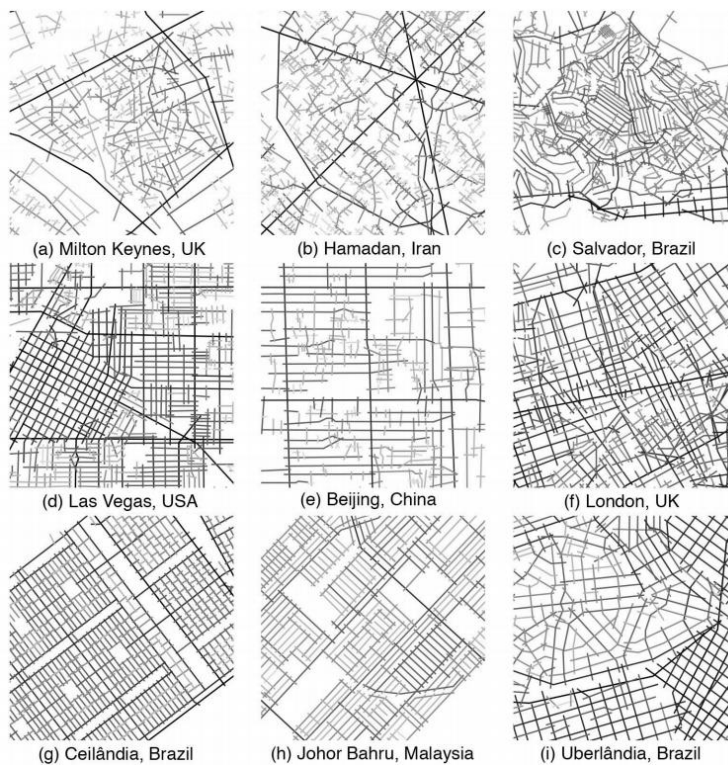 (a) Milton Keynes, UK
(b) Hamadan, Iran
(c) Salvador, Brazil
(d) Las Vegas, USA
(e) Beijing, China
(f) London, UK
(g) Ceilândia, Brazil
(h) Johor Bahru, Malaysia
(i) Uberlândia, Brazil